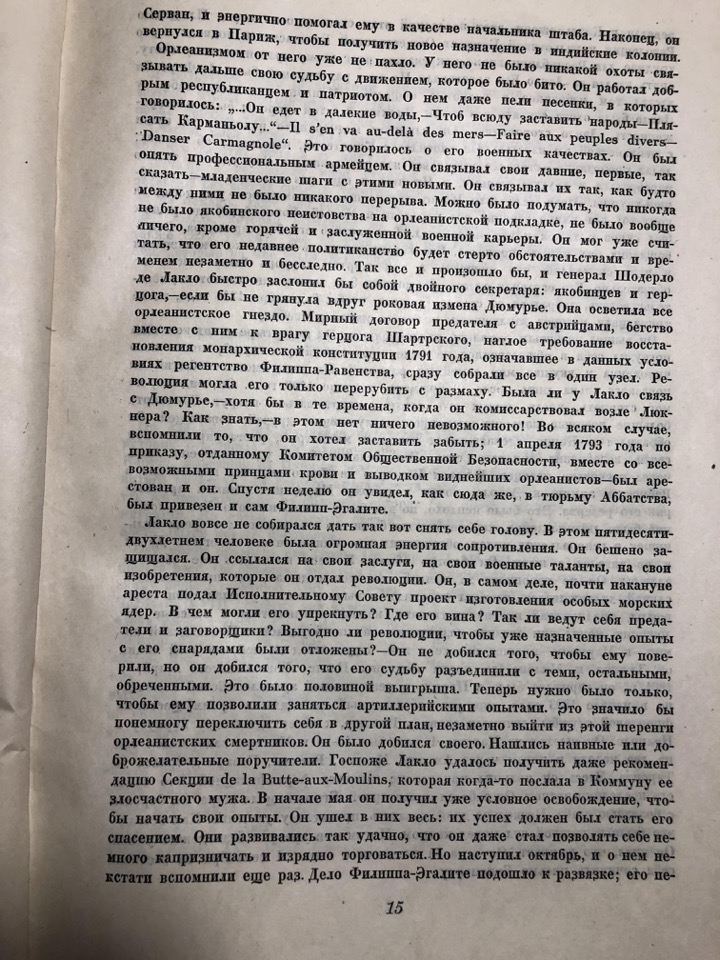 Серван, и энергично помогал ему в качестве начальника штаба. Наконец, он
вернулся в Париж, чтобы получить новое назначение в индийские колонии.
Орлеанизмом от него уже не пахло. У него не было никакой охоты свя-
зывать дальше свою судьбу с движением, которое было бито. Он работал доб-
рым республиканцем и патриотом. О нем даже пели песенки, в которых
говорилось: „...Он едет в далекие воды,—Чтоб всюду заставить народы—Пля-
сать Карманьолу..."—Il s'en va au-delà des mers—Faire aux peuples divers—
Danser Carmagnole". Это говорилось о его военных качествах. Он был
опять профессиональным армейцем. Он связывал свои давние, первые, так
сказать—младенческие шаги с этими новыми. Он связывал их так, как будто
между ними не было никакого перерыва. Можно было подумать, что никогда
не было якобинского неистовства на орлеанистской подкладке, не было вообще
ничего, кроме горячей и заслуженной военной карьеры. Он мог уже счи-
тать, что его недавнее политиканство будет стерто обстоятельствами и вре-
менем незаметно и бесследно. Так все и произошло бы, и генерал Шодерло
де Лакло быстро заслонил бы собой двойного секретаря: якобинцев и гер-
цога,—если бы не грянула вдруг роковая измена Дюмурье. Она осветила все
орлеанистское гнездо. Мирный договор предателя с австрийцами, бегство
вместе с ним к врагу герцога Шартрского, наглое требование восста-
новления монархической конституции 1791 года, означавшее в данных усло-
виях регентство Филиппа-Равенства, сразу собрали все в один узел. Ре-
волюция могла его только перерубить с размаху. Была ли у Лакло связь
с Дюмурье,—хотя бы в те времена, когда он комиссарствовал возле Люк-
нера? Как знать,—в этом нет ничего невозможного! Во всяком случае,
вспомнили то, что он хотел заставить забыть; 1 апреля 1793 года по
приказу, отданному Комитетом Общественной Безопасности, вместе со все-
возможными принцами крови и выводком виднейших орлеанистов—был аре-
стован и он. Спустя неделю он увидел, как сюда же, в тюрьму Аббатства,
был привезен и сам Филипп-Эгалите.
Лакло вовсе не собирался дать так вот снять себе голову. В этом пятидесяти-
двухлетнем человеке была огромная энергия сопротивления. Он бешено за-
щищался. Он ссылался на свои заслуги, на свои военные таланты, на свои
изобретения, которые он отдал революции. Он, в самом деле, почти накануне
ареста подал Исполнительному Совету проект изготовления особых морских
ядер. В чем могли его упрекнуть? Где его вина? Так ли ведут себя преда-
тели и заговорщики? Выгодно ли революции, чтобы уже назначенные опыты
с его снарядами были отложены?—Он не добился того, чтобы ему пове-
рили, но он добился того, что его судьбу разъединили с теми, остальными,
обреченными. Это было половиной выигрыша. Теперь нужно было только,
чтобы ему позволили заняться артиллерийскими опытами. Это значило бы
понемногу переключить себя в другой план, незаметно выйти из этой шеренги
орлеанистских смертников. Он было добился своего. Нашлись наивные или до-
брожелательные поручители. Госпоже Лакло удалось получить даже рекомен-
дацию Секции de la Butte-aux-Moulins, которая когда-то послала в Коммуну ее
злосчастного мужа. В начале мая он получил уже условное освобождение, что-
бы начать свои опыты. Он ушел в них весь: их успех должен был стать его
спасением. Они развивались так удачно, что он даже стал позволять себе не-
много капризничать и изрядно торговаться. Но наступил октябрь, и о нем не-
кстати вспомнили еще раз. Дело Филиппа-Эгалите подошло к развязке; его пе-
15